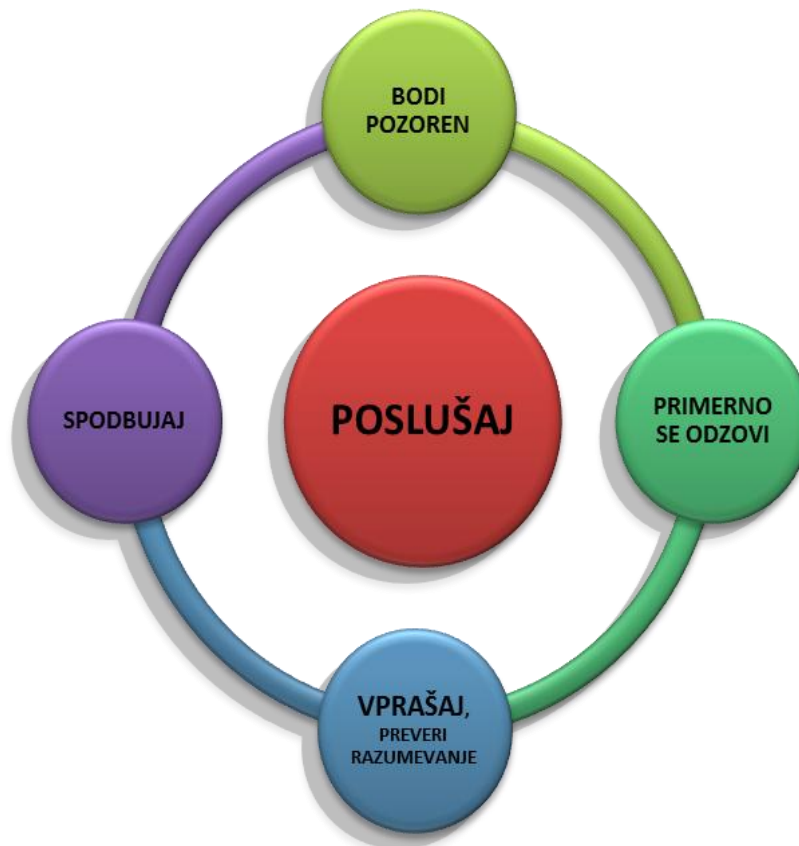 BODI
POZOREN
SPODBUJAJ
POSLUŠAJ
PRIMERNO
SE ODZOVI
VPRAŠAJ,
PREVERI
RAZUMEVANJE